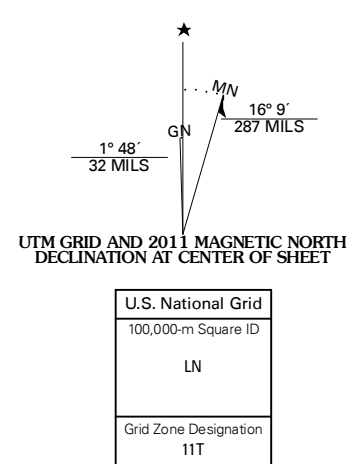 ★
MN
16° 9´
287 MILS
GN
1° 48´
32 MILS
UTM GRID AND 2011 MAGNETIC NORTH
DECLINATION AT CENTER OF SHEET
U.S. National Grid
100,000-m Square ID
LN
Grid Zone Designation
11T